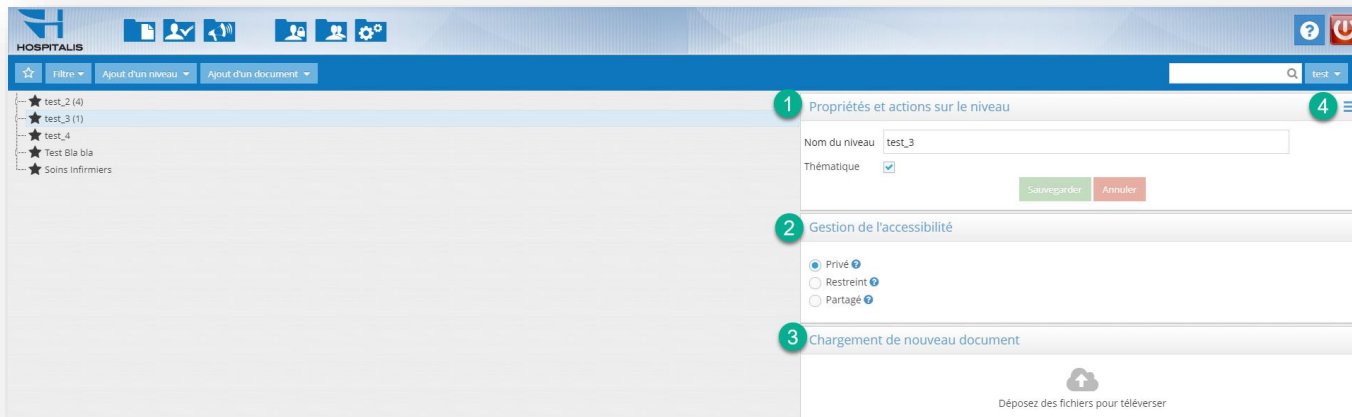 HOSPITALIS
Filtre Ajout d'un niveau Ajout d'un document test
test_2 (4)
test_3 (1)
test_4
Test Bla bla
Soins Infirmiers
1 Propriétés et actions sur le niveau 4
Nom du niveau test_3
Thématique
Sauvegarder Annuler
2 Gestion de l'accessibilité
Privé ?
Restreint ?
Partagé ?
3 Chargement de nouveau document
Déposez des fichiers pour téléverser